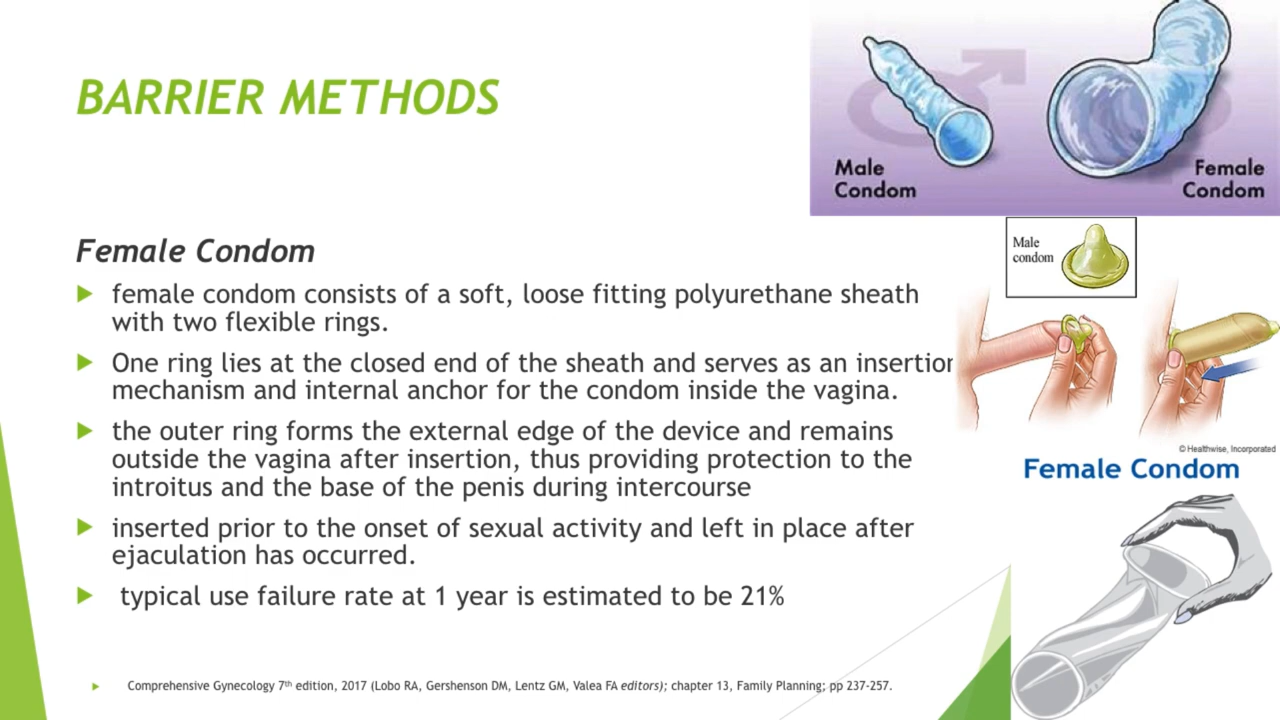 BARRIER METHODS
Male
Condom
Female
Condom
Male
condom
Female Condom
female condom consists of a soft, loose fitting polyurethane sheath
with two flexible rings.
One ring lies at the closed end of the sheath and serves as an insertion
mechanism and internal anchor for the condom inside the vagina.
the outer ring forms the external edge of the device and remains
outside the vagina after insertion, thus providing protection to the
introitus and the base of the penis during intercourse
inserted prior to the onset of sexual activity and left in place after
ejaculation has occurred.
typical use failure rate at 1 year is estimated to be 21%
© Healthwise, Incorporated
Female Condom
Comprehensive Gynecology 7th edition, 2017 (Lobo RA, Gershenson DM, Lentz GM, Valea FA editors); chapter 13, Family Planning; pp 237-257.